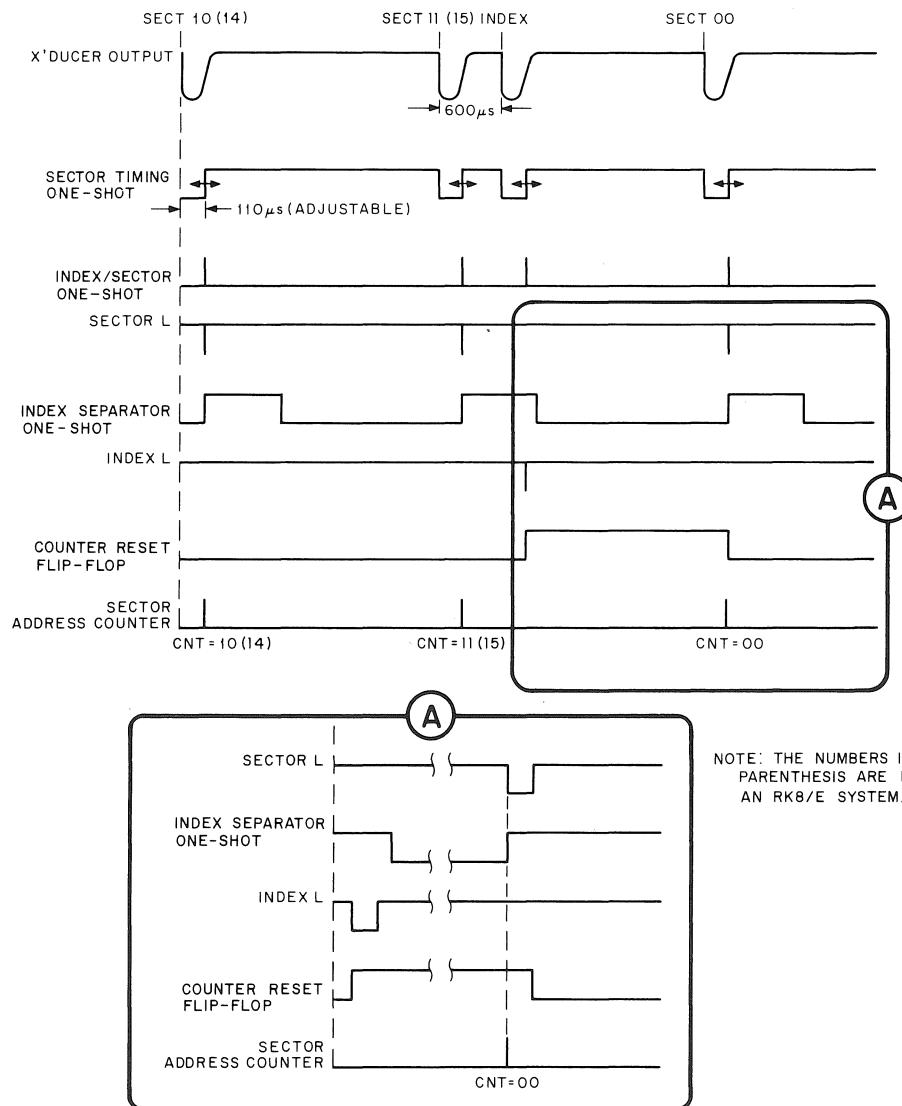 SECT 10 (14)
SECT 11 (15) INDEX
SECT 00
X'DUCER OUTPUT
600µs
SECTOR TIMING
ONE-SHOT
110µs (ADJUSTABLE)
INDEX/SECTOR
ONE-SHOT
SECTOR L
INDEX SEPARATOR
ONE-SHOT
INDEX L
A
COUNTER RESET
FLIP-FLOP
SECTOR
ADDRESS COUNTER
CNT = 10 (14)
CNT = 11 (15)
CNT = 00
A
SECTOR L
NOTE: THE NUMBERS I
PARENTHESIS ARE
AN RK8/E SYSTEM.
INDEX SEPARATOR
ONE-SHOT
INDEX L
COUNTER RESET
FLIP-FLOP
SECTOR
ADDRESS COUNTER
CNT=00